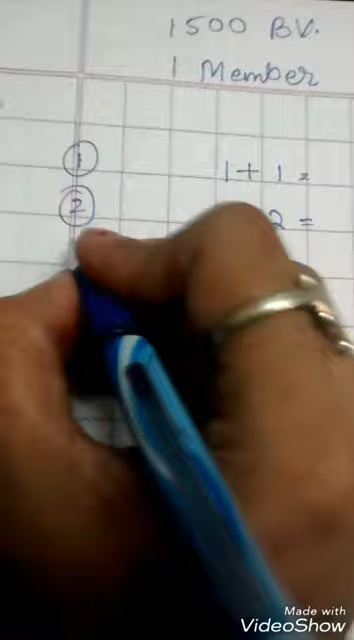 1500 BV.
1 Member
1 1 + 1 =
2 2 =
Made with
VideoShow